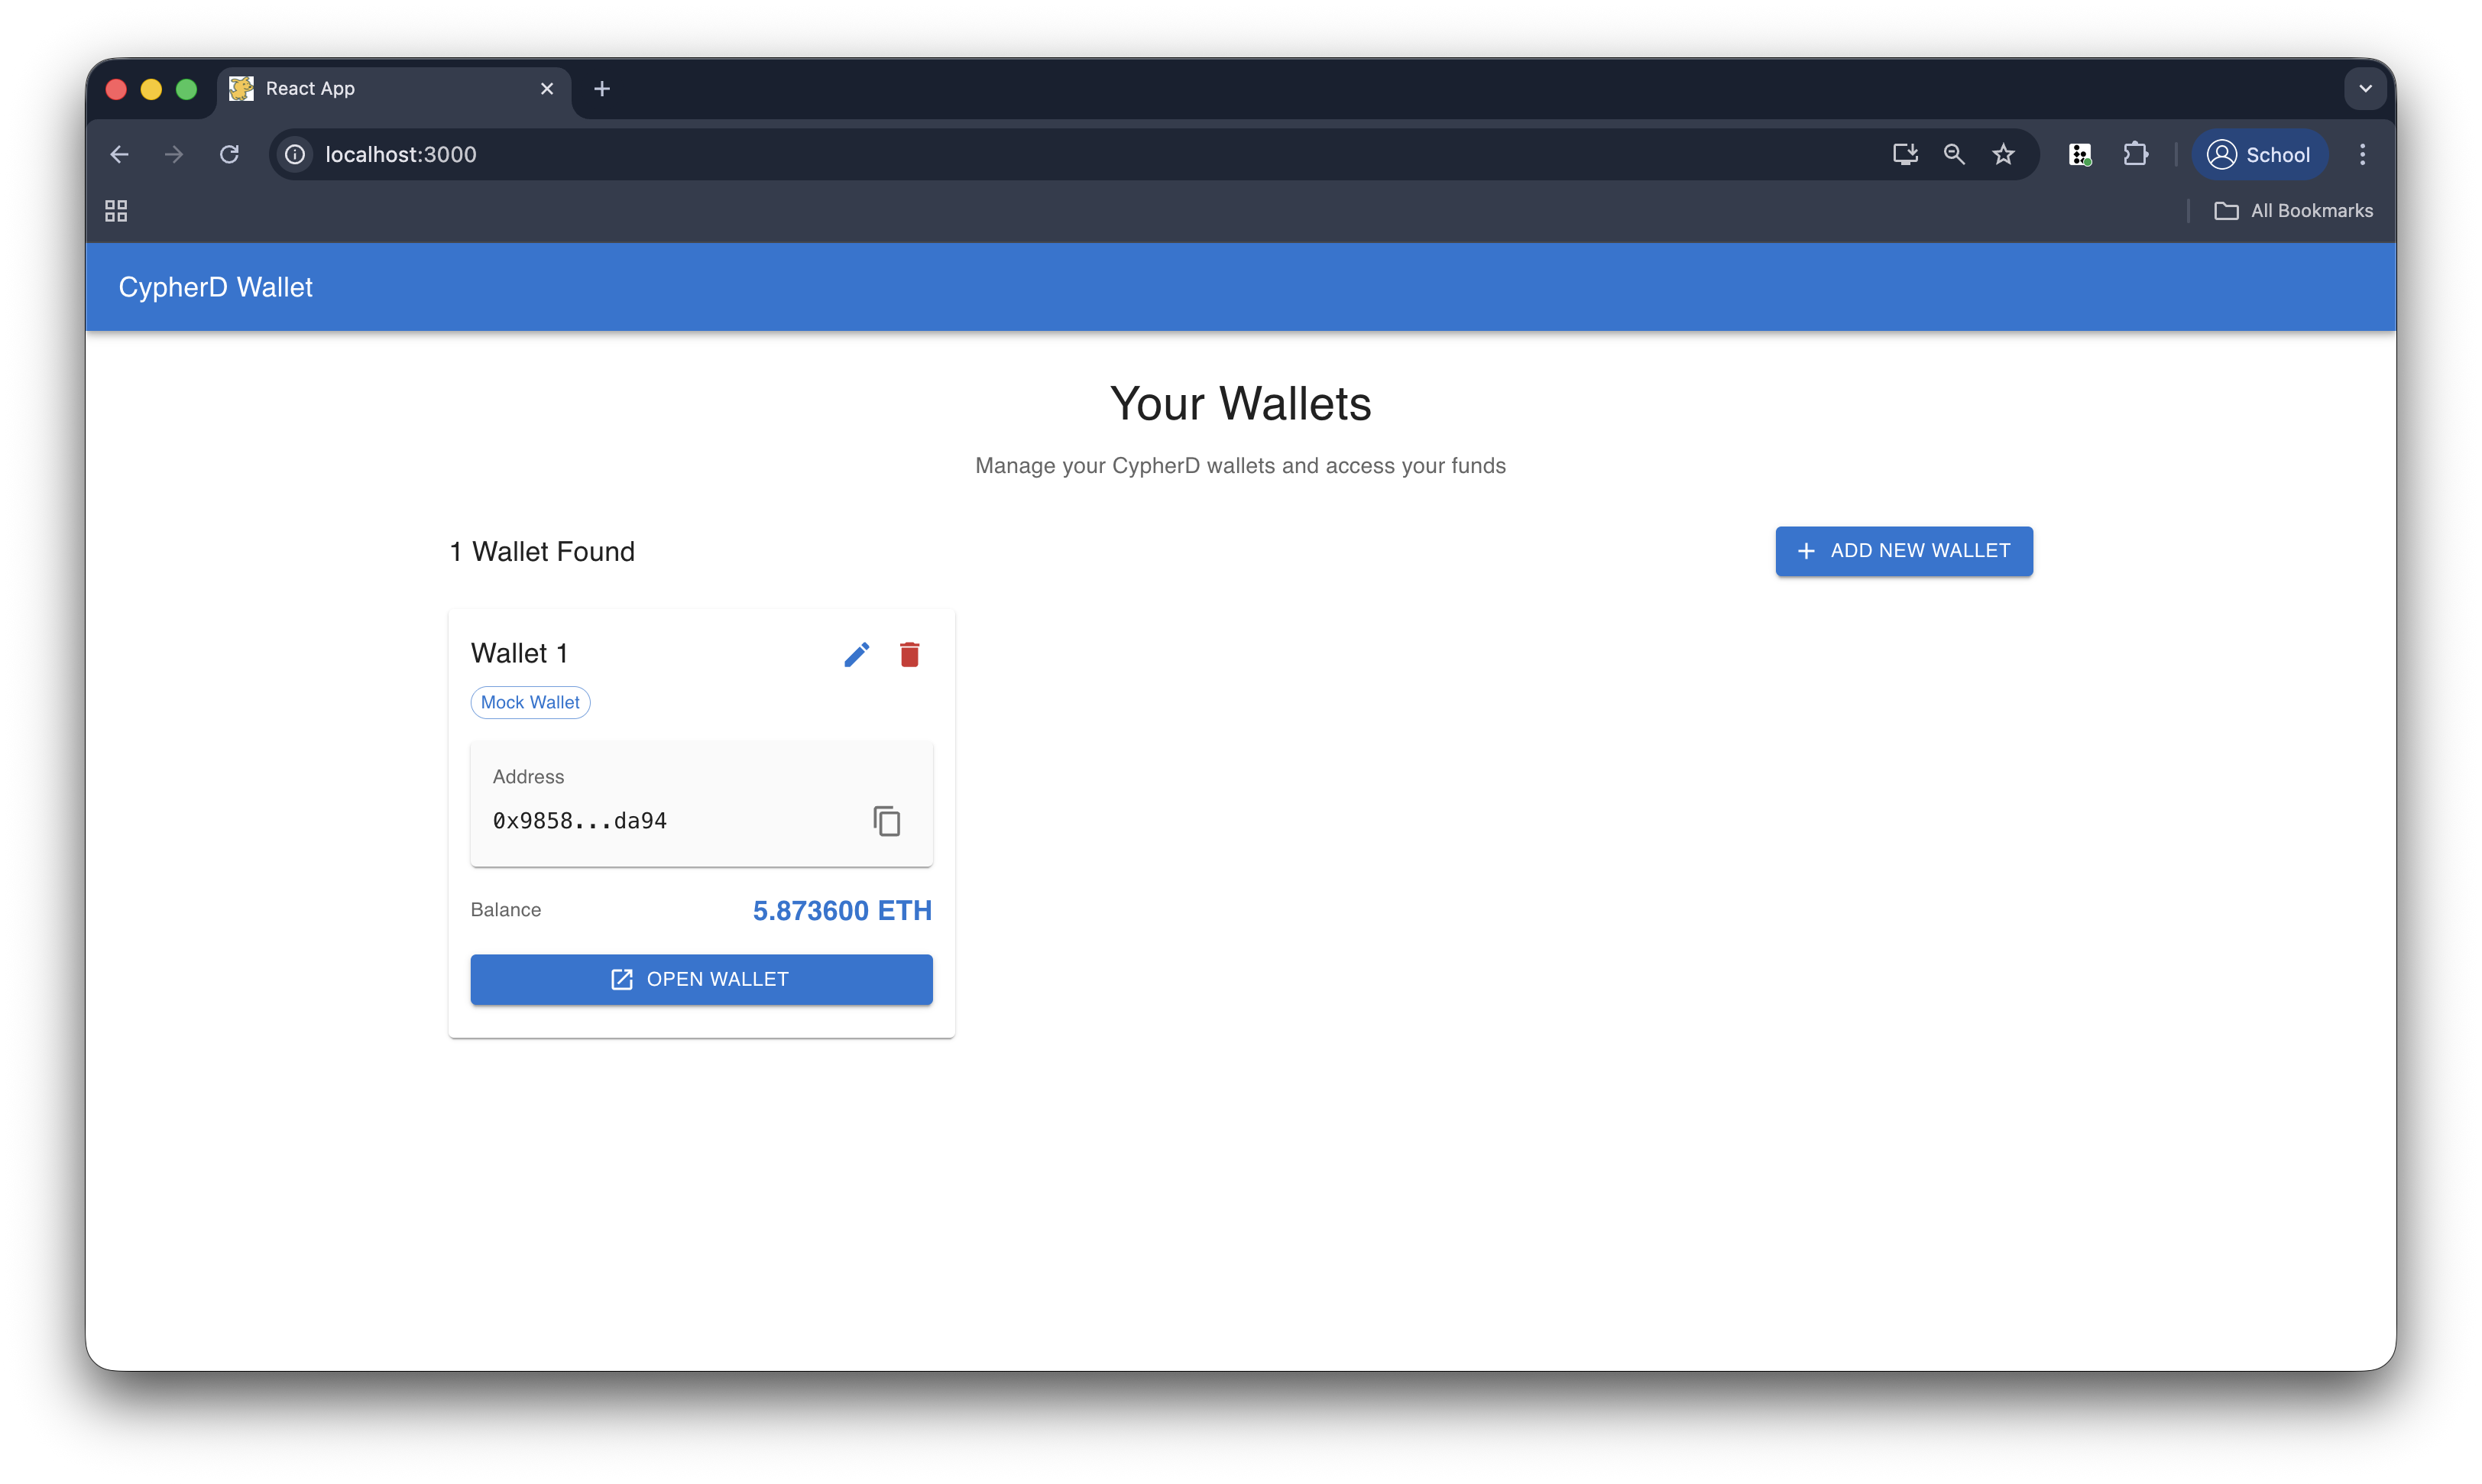 React App
localhost:3000
School
All Bookmarks
CypherD Wallet
Your Wallets
Manage your CypherD wallets and access your funds
1 Wallet Found
ADD NEW WALLET
Wallet 1
Mock Wallet
Address
0x9858...da94
Balance
5.873600 ETH
OPEN WALLET